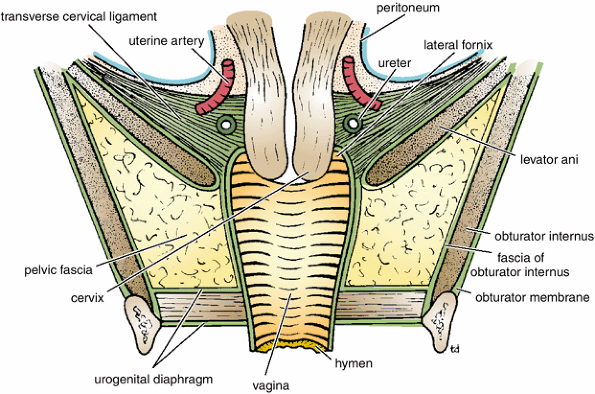 peritoneum
transverse cervical ligament
uterine artery
lateral fornix
ureter
levator ani
obturator internus
fascia of
obturator internus
pelvic fascia
cervix
obturator membrane
td
hymen
urogenital diaphragm
vagina